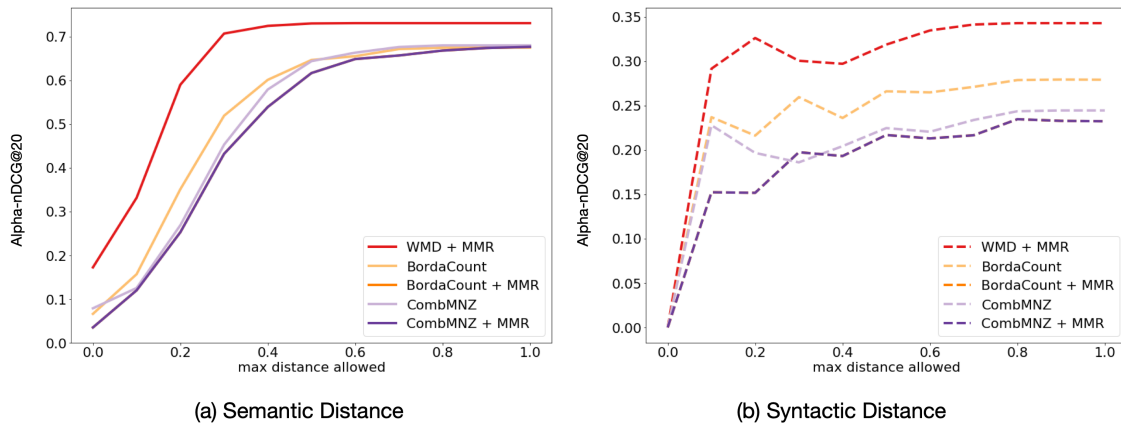 0.7
0.6
0.5
0.4
0.3
0.2
0.1
0.0
Alpha-nDCG@20
0.0 0.2 0.4 0.6 0.8 1.0
max distance allowed
WMD + MMR
BordaCount
BordaCount + MMR
CombMNZ
CombMNZ + MMR
(a) Semantic Distance
0.35
0.30
0.25
0.20
0.15
0.10
0.05
0.00
Alpha-nDCG@20
0.0 0.2 0.4 0.6 0.8 1.0
max distance allowed
WMD + MMR
BordaCount
BordaCount + MMR
CombMNZ
CombMNZ + MMR
(b) Syntactic Distance